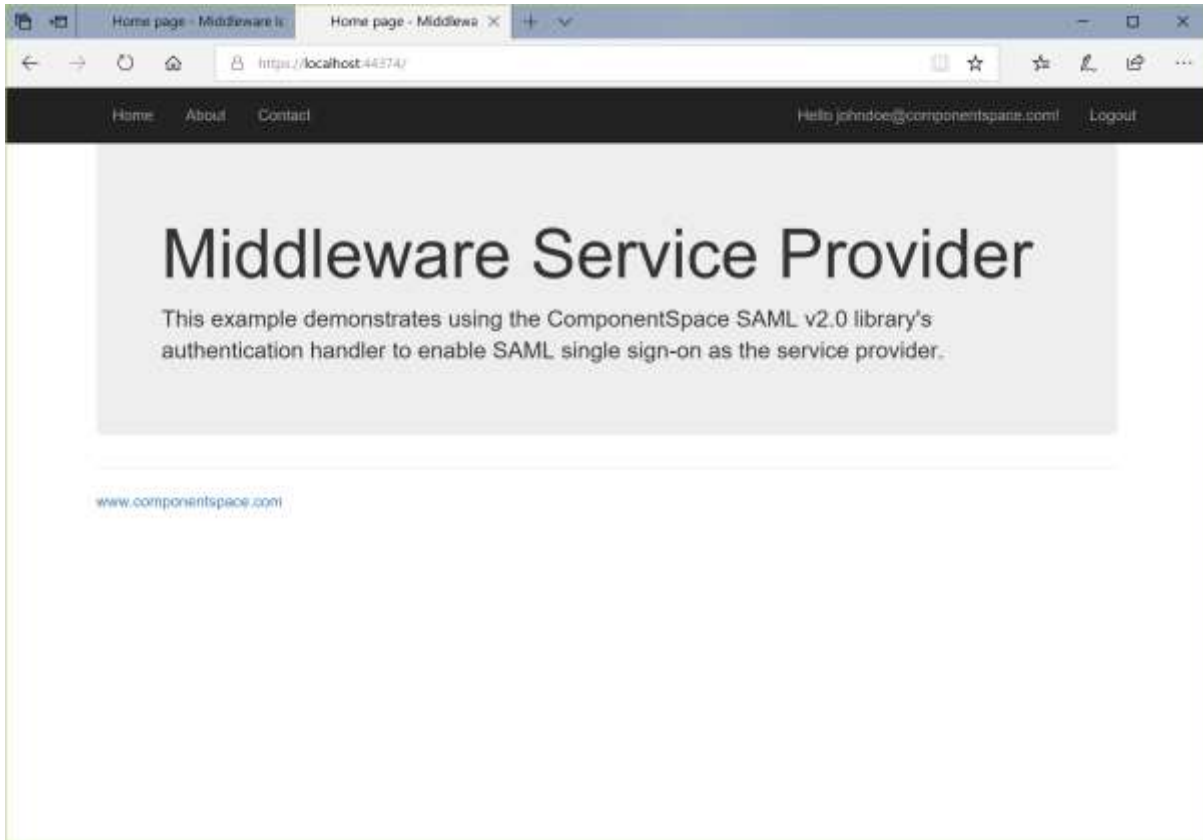 Home page - Middleware Is
Home page - Middlewa
https://localhost:44374/
Home About Contact Hello johndoe@componentspace.com! Logout
Middleware Service Provider
This example demonstrates using the ComponentSpace SAML v2.0 library's
authentication handler to enable SAML single sign-on as the service provider.
www.componentspace.com